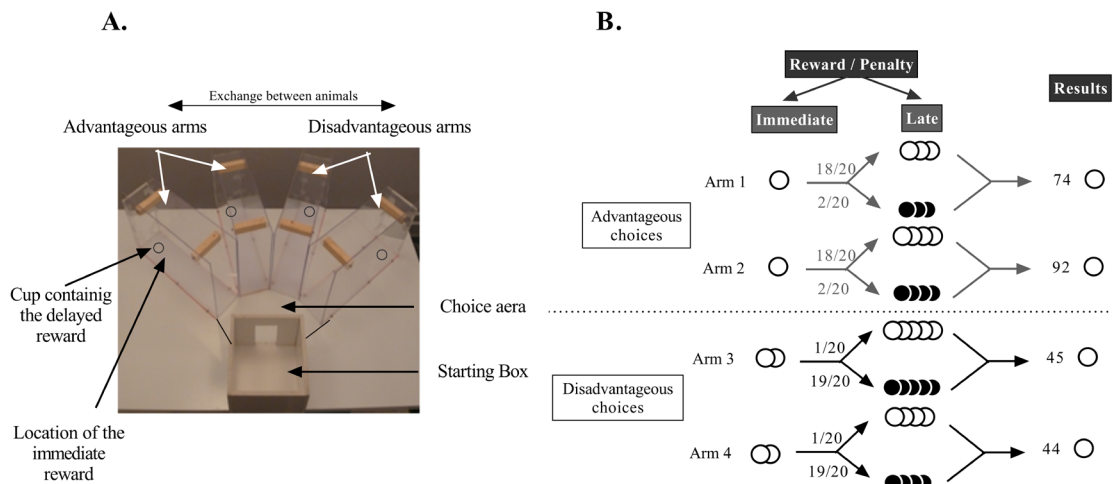 A.
Exchange between animals
Advantageous arms
Disadvantageous arms
Cup containig
the delayed
reward
Choice aera
Starting Box
Location of the
immediate
reward
B.
Reward / Penalty
Results
Immediate
Late
Arm 1
18/20
2/20
74
Advantageous
choices
Arm 2
18/20
2/20
92
Arm 3
1/20
19/20
45
Disadvantageous
choices
Arm 4
1/20
19/20
44